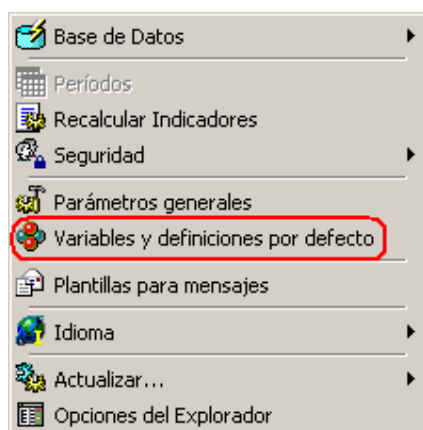 Base de Datos
Períodos
Recalcular Indicadores
Seguridad
Parámetros generales
Variables y definiciones por defecto
Plantillas para mensajes
Idioma
Actualizar...
Opciones del Explorador